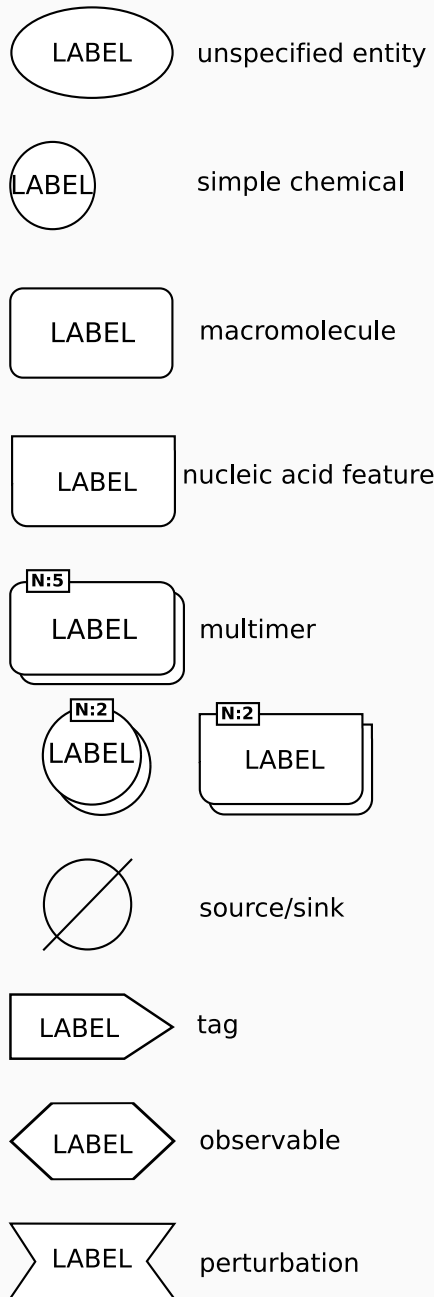 LABEL unspecified entity
LABEL simple chemical
LABEL macromolecule
LABEL nucleic acid feature
N:5
LABEL multimer
N:2 N:2
LABEL LABEL
source/sink
LABEL tag
LABEL observable
LABEL perturbation